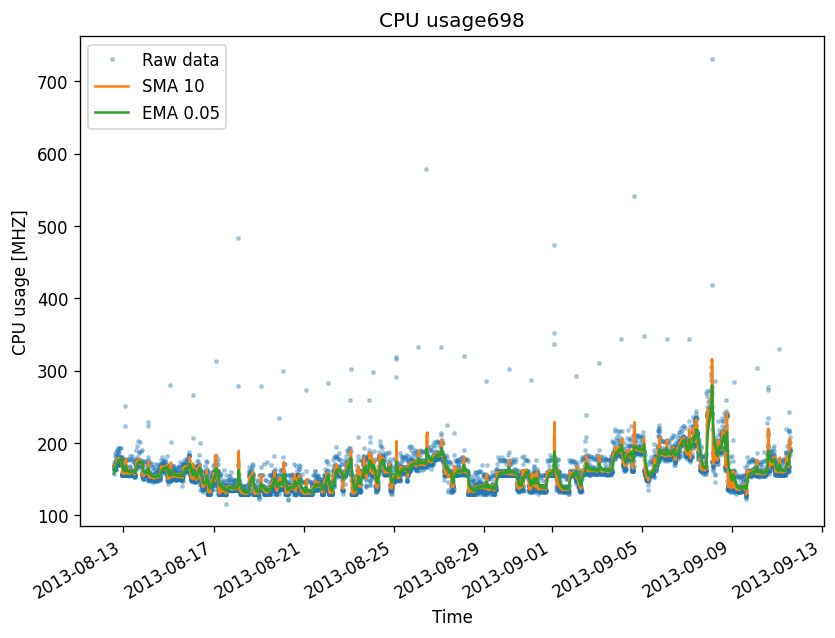 CPU usage698
Raw data
SMA 10
EMA 0.05
CPU usage [MHZ]
700
600
500
400
300
200
100
2013-08-13
2013-08-17
2013-08-21
2013-08-25
2013-08-29
2013-09-01
2013-09-05
2013-09-09
2013-09-13
Time